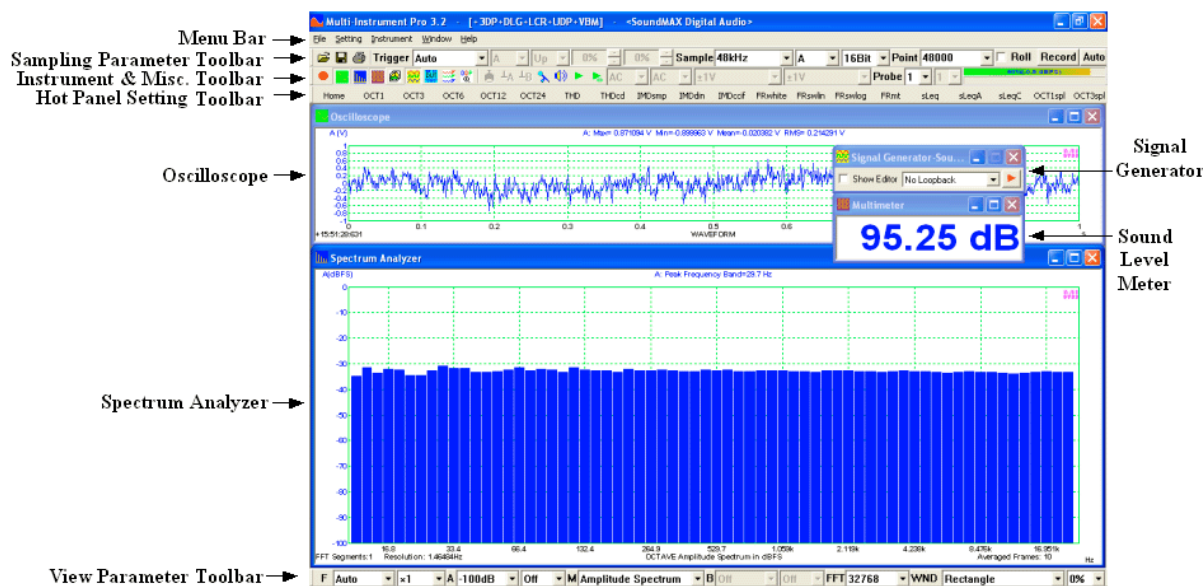 Multi-Instrument Pro 3.2 - [+3DP+DLG+LCR+UDP+VBM] - <SoundMAX Digital Audio>
Menu Bar
File Setting Instrument Window Help
Sampling Parameter Toolbar
Trigger Auto A Up 0% 0% Sample 48kHz A 16Bit Point 48000 Roll Record Auto
Instrument & Misc. Toolbar
AC AC ±1V ±1V Probe 1 1
Hot Panel Setting Toolbar
Home OCT1 OCT3 OCT6 OCT12 OCT24 THD THDcd IMDsmp IMDdin IMDccif FRwhite FRswlin FRswlog FRmt sLeq sLeqA sLeqC OCT1spl OCT3spl
Oscilloscope
A (V)
A: Max= 0.871094 V Min=-0.899963 V Mean=-0.020382 V RMS= 0.214291 V
0.8
0.6
0.4
0.2
0
-0.2
-0.4
-0.6
-0.8
-1
0 0.1 0.2 0.3 0.4 0.5 0.6 1
+15:51:28:631
WAVEFORM
s
Oscilloscope
Signal Generator-Sou...
Show Editor No Loopback
Signal
Generator
Multimeter
95.25 dB
Sound
Level
Meter
Spectrum Analyzer
A(dBFS)
A: Peak Frequency Band=29.7 Hz
0
-10
-20
-30
-40
-50
-60
-70
-80
-90
-100
16.8 33.4 66.4 132.4 264.9 529.7 1.059k 2.119k 4.238k 8.476k 16.951k
FFT Segments:1 Resolution: 1.46484Hz
OCTAVE Amplitude Spectrum in dBFS
Averaged Frames: 10
Hz
Spectrum Analyzer
View Parameter Toolbar
F Auto ×1 A -100dB Off M Amplitude Spectrum B Off Off FFT 32768 WND Rectangle 0%